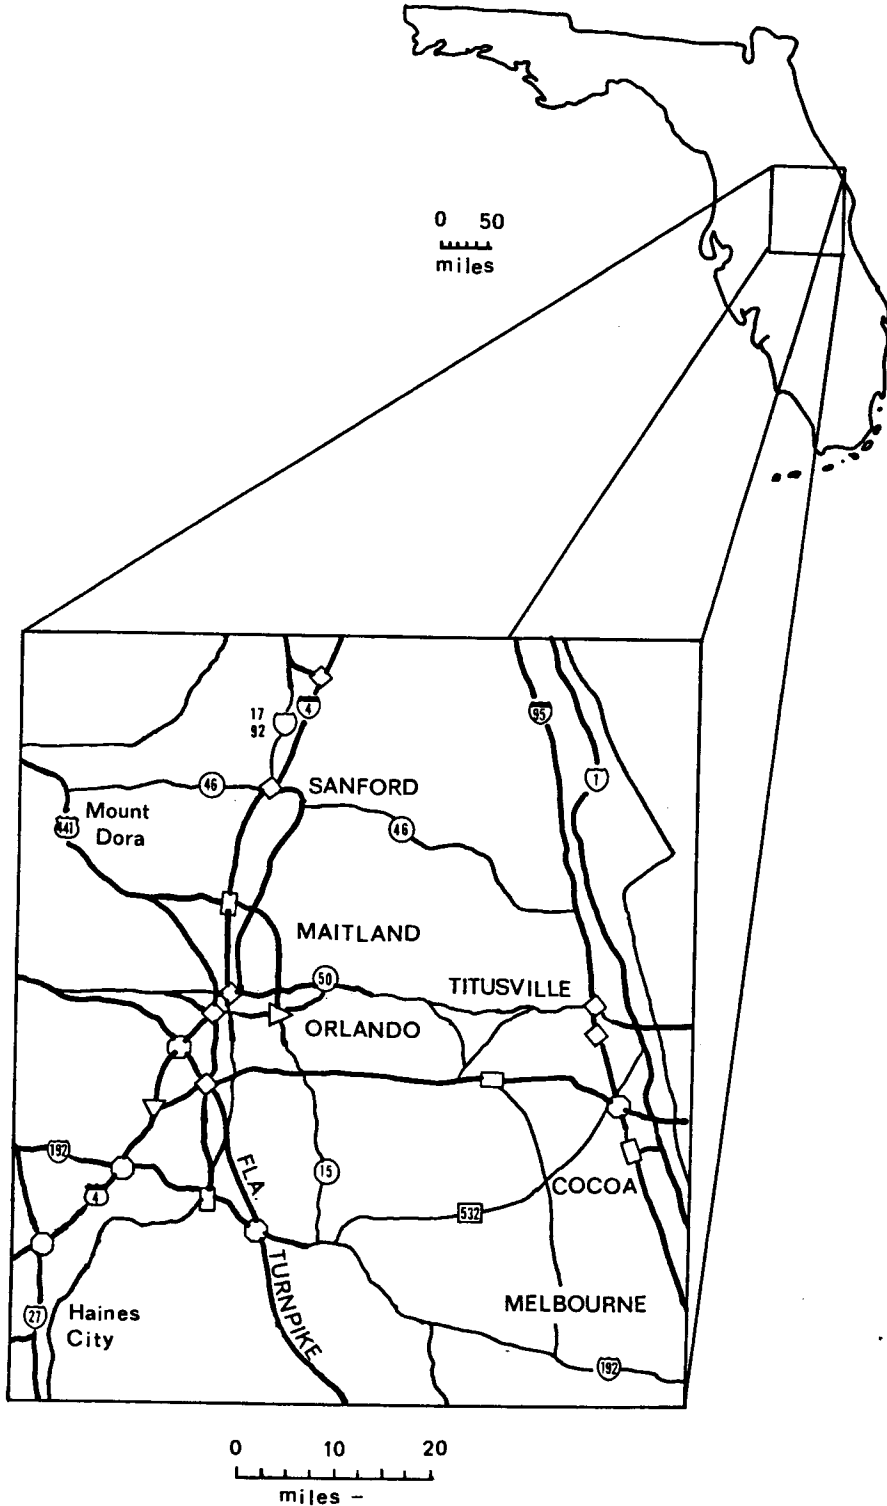 0 50
miles
17
92
4
95
1
46
SANFORD
Mount
Dora
441
46
MAITLAND
50
TITUSVILLE
ORLANDO
192
FLA.
15
4
COCOA
532
TURNPIKE
27
Haines
City
MELBOURNE
192
0 10 20
miles –